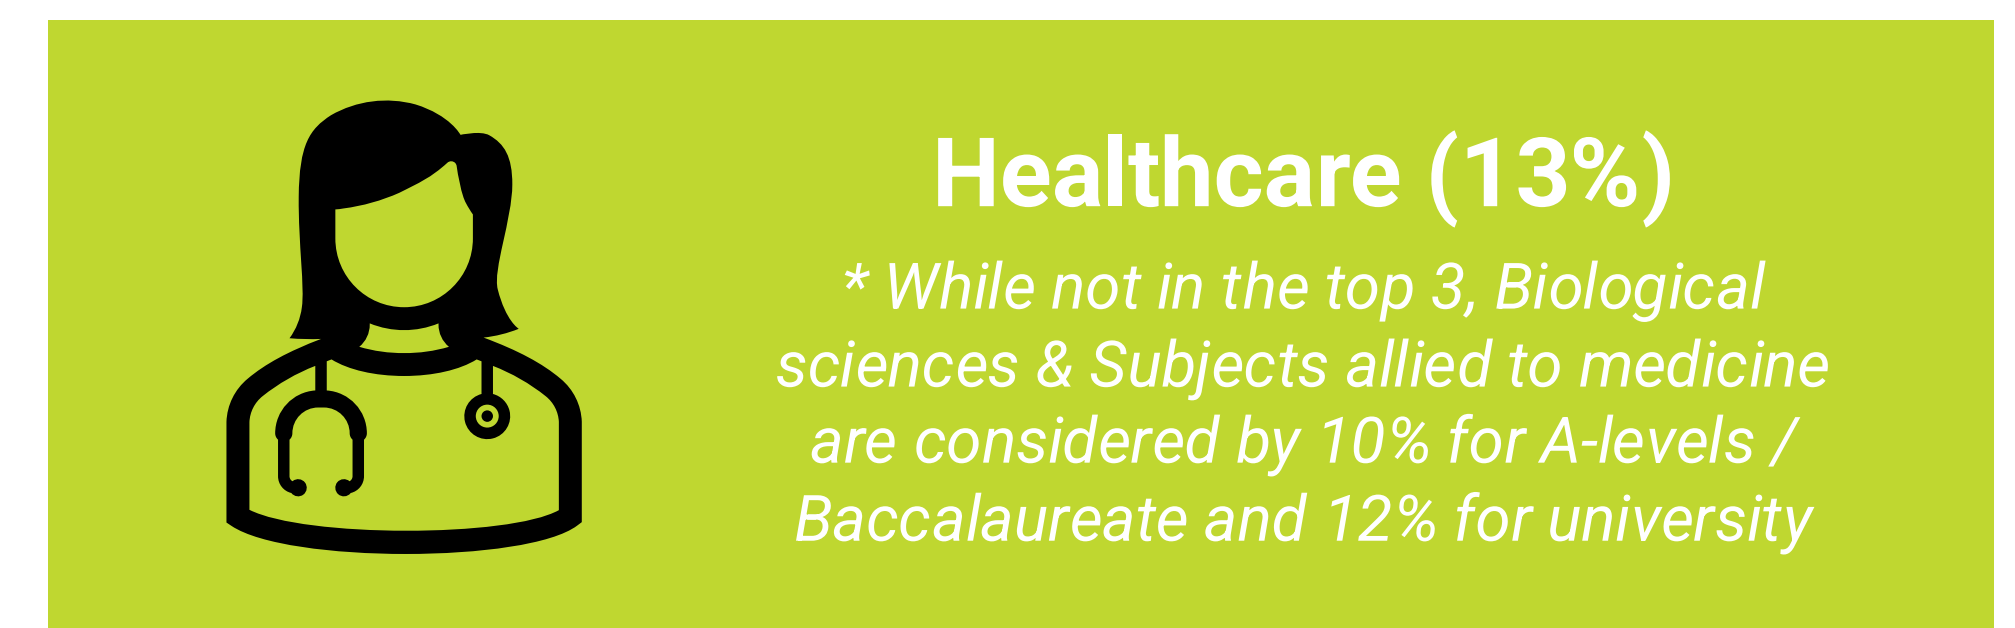 Healthcare (13%)
* While not in the top 3, Biological
sciences & Subjects allied to medicine
are considered by 10% for A-levels /
Baccalaureate and 12% for university